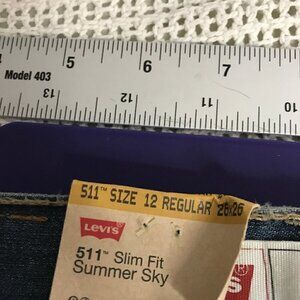 4 5 6 7
Model 403
13 12 11 10
511™ SIZE 12 REGULAR 26 26
LEVI'S
®
511™ Slim Fit
Summer Sky